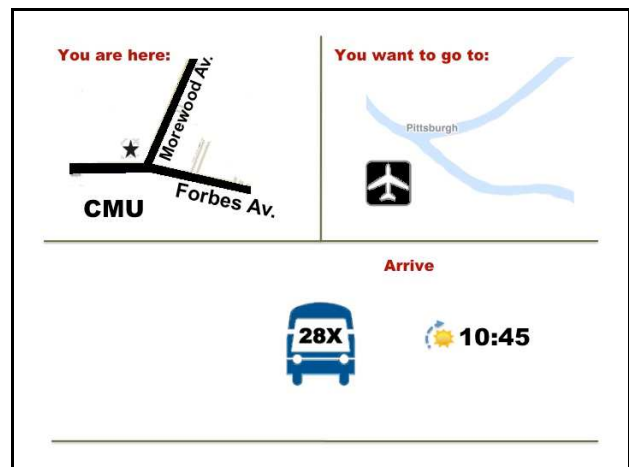 You are here:
Morewood Av.
Forbes Av.
CMU
You want to go to:
Pittsburgh
Arrive
28X
10:45